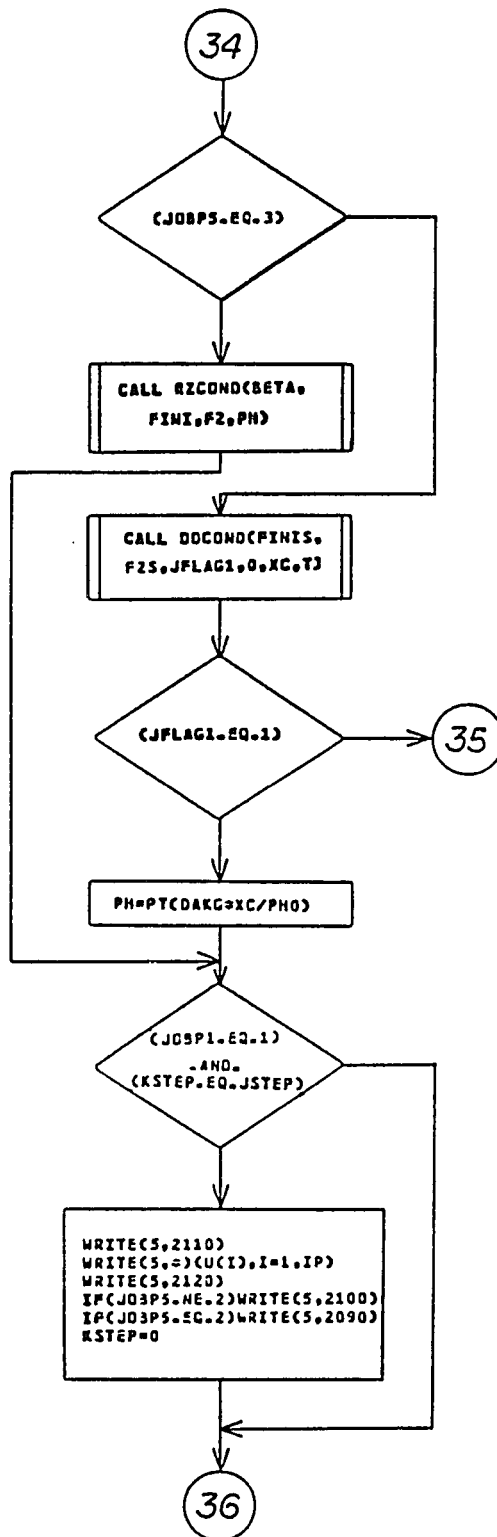 34
(JOBP5.EQ.3)
CALL RZCOND(BETA,
FINI,F2,PH)
CALL DDCOND(FINIS,
F2S,JFLAG1,0,XC,T)
(JFLAG1.EQ.1)
35
PH=PT(DAKG*XC/PH0)
(JOBP1.EQ.1)
.AND.
(KSTEP.EQ.JSTEP)
WRITE(5,2110)
WRITE(5,*)(U(I),I=1,IP)
WRITE(5,2120)
IF(JOBP5.NE.2)WRITE(5,2100)
IF(JOBP5.EQ.2)WRITE(5,2090)
KSTEP=0
36